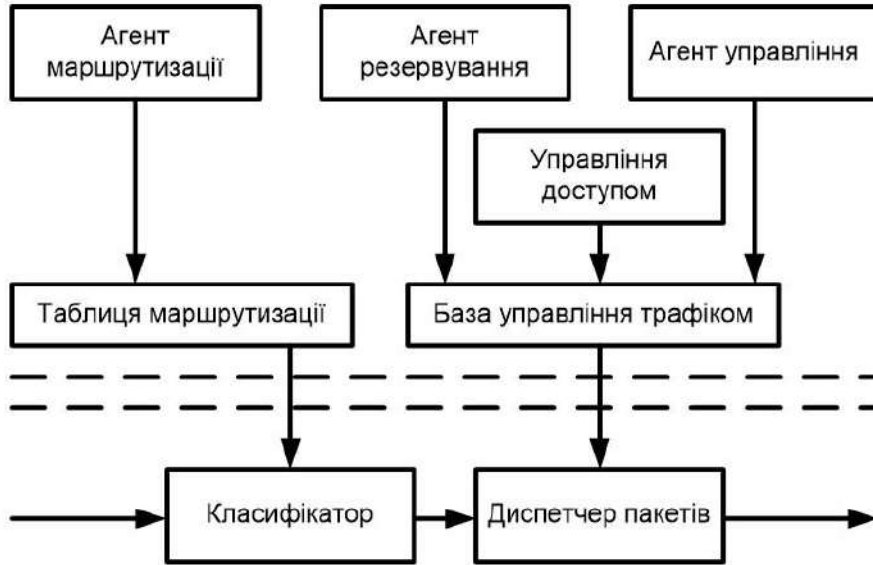 Агент
маршрутизації
Агент
резервування
Агент управління
Управління
доступом
Таблиця маршрутизації
База управління трафіком
Класифікатор
Диспетчер пакетів